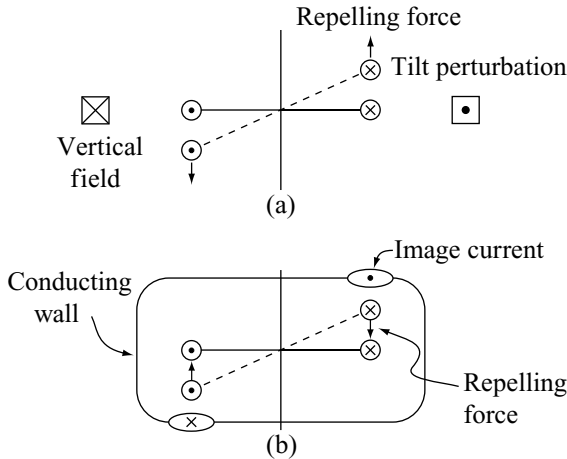 Repelling force
Tilt perturbation
Vertical
field
(a)
Image current
Conducting
wall
Repelling
force
(b)